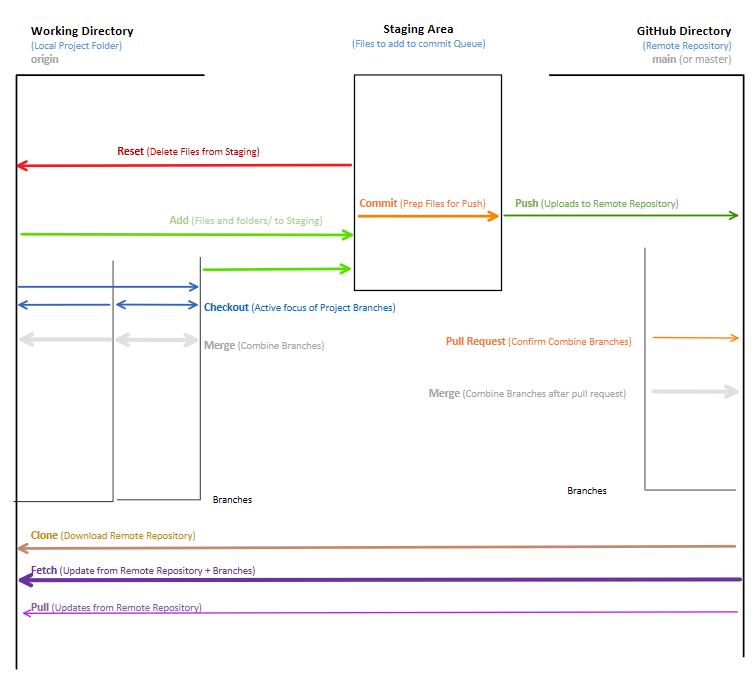 Working Directory
(Local Project Folder)
origin
Staging Area
(Files to add to commit Queue)
GitHub Directory
(Remote Repository)
main (or master)
Reset (Delete Files from Staging)
Commit (Prep Files for Push)
Push (Uploads to Remote Repository)
Add (Files and folders/ to Staging)
Checkout (Active focus of Project Branches)
Merge (Combine Branches)
Pull Request (Confirm Combine Branches)
Merge (Combine Branches after pull request)
Branches
Branches
Clone (Download Remote Repository)
Fetch (Update from Remote Repository + Branches)
Pull (Updates from Remote Repository)